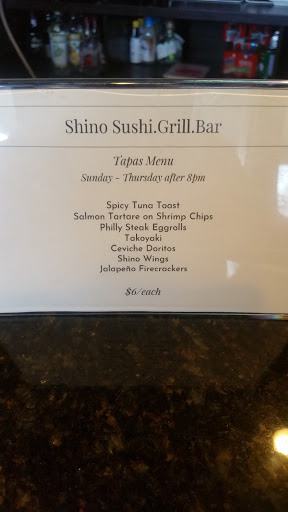 Shino Sushi.Grill.Bar
Tapas Menu
Sunday - Thursday after 8pm
Spicy Tuna Toast
Salmon Tartare on Shrimp Chips
Philly Steak Eggrolls
Takoyaki
Ceviche Doritos
Shino Wings
Jalapeño Firecrackers
$6/each